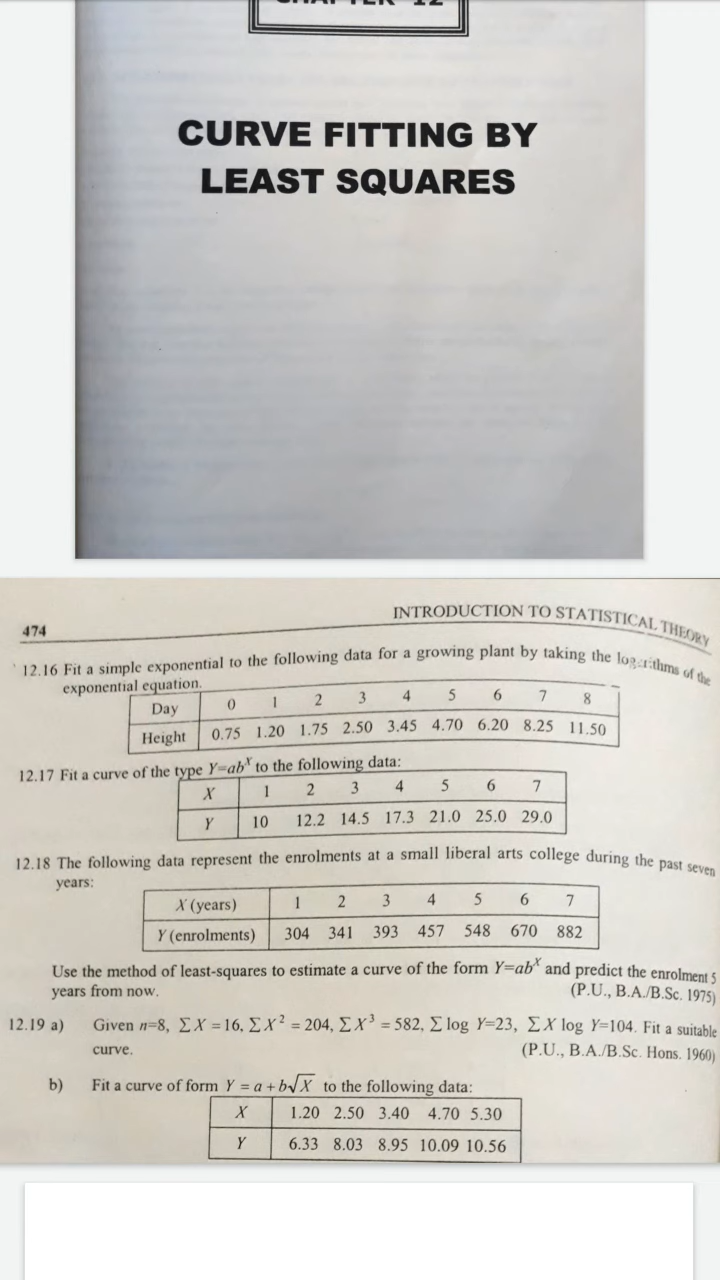 CHAPTER 12
CURVE FITTING BY
LEAST SQUARES
474
INTRODUCTION TO STATISTICAL THEORY
12.16 Fit a simple exponential to the following data for a growing plant by taking the logarithms of the
exponential equation.
Day 0 1 2 3 4 5 6 7 8
Height 0.75 1.20 1.75 2.50 3.45 4.70 6.20 8.25 11.50
12.17 Fit a curve of the type Y=abˣ to the following data:
X 1 2 3 4 5 6 7
Y 10 12.2 14.5 17.3 21.0 25.0 29.0
12.18 The following data represent the enrolments at a small liberal arts college during the past seven
years:
X (years) 1 2 3 4 5 6 7
Y (enrolments) 304 341 393 457 548 670 882
Use the method of least-squares to estimate a curve of the form Y=abˣ and predict the enrolment 5
years from now. (P.U., B.A./B.Sc. 1975)
12.19 a) Given n=8, ∑X = 16, ∑X² = 204, ∑X³ = 582, ∑ log Y=23, ∑X log Y=104. Fit a suitable
curve. (P.U., B.A./B.Sc. Hons. 1960)
b) Fit a curve of form Y = a + b√X to the following data:
X 1.20 2.50 3.40 4.70 5.30
Y 6.33 8.03 8.95 10.09 10.56